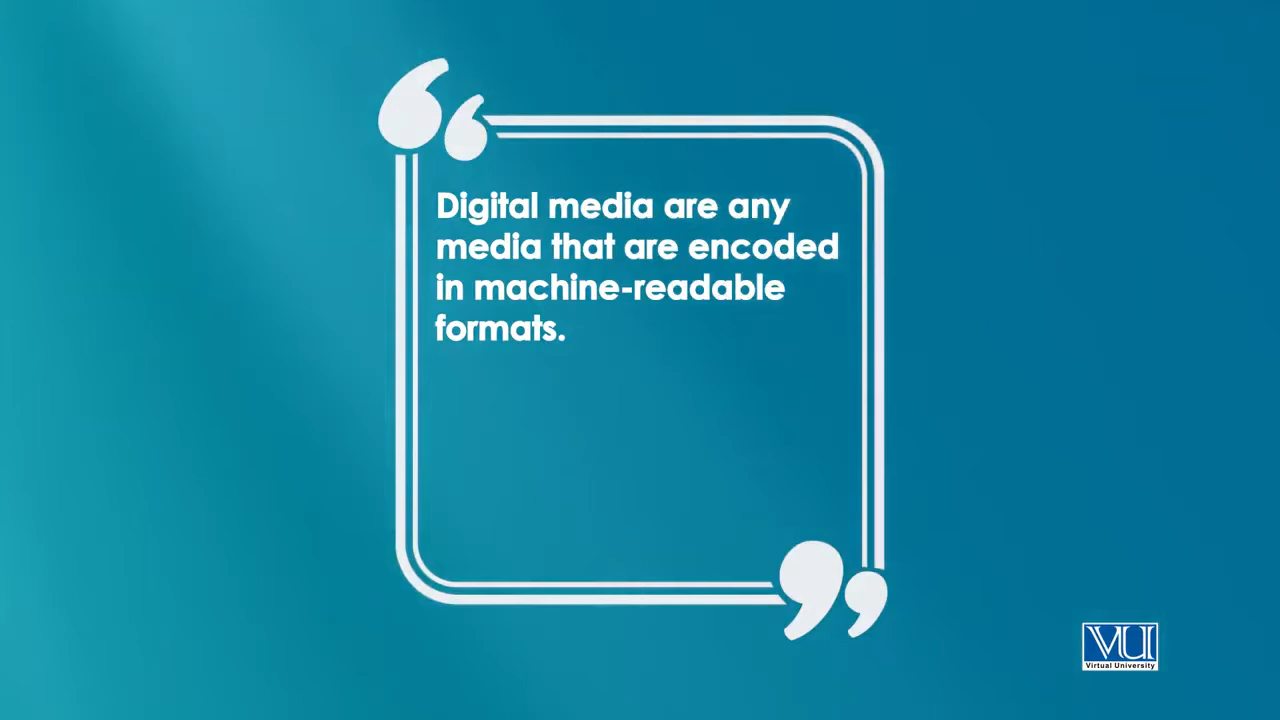 Digital media are any
media that are encoded
in machine-readable
formats.
VU
Virtual University